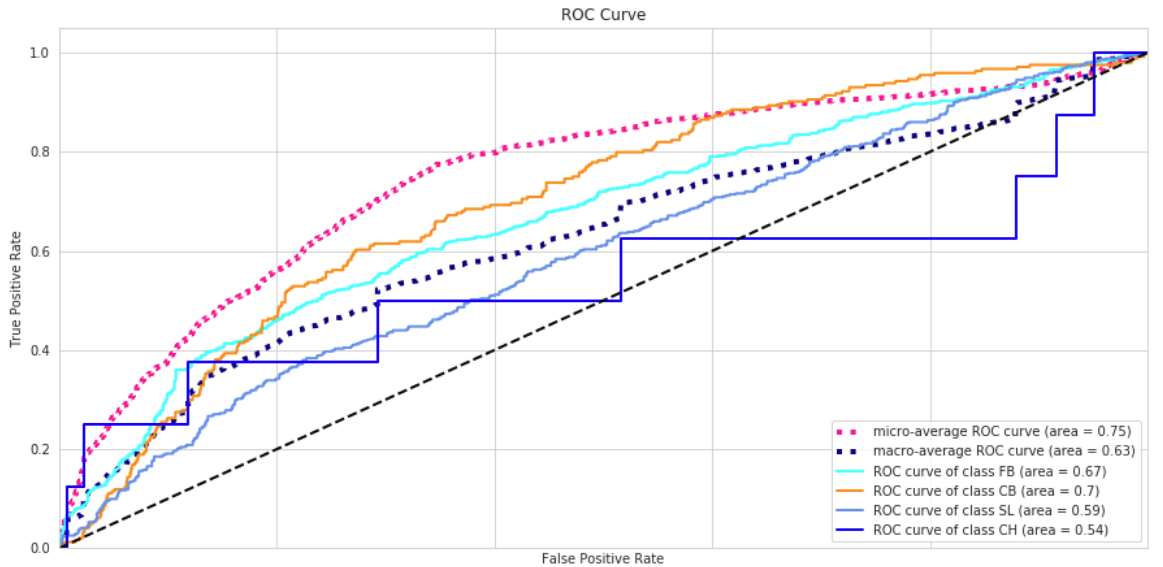 ROC Curve
1.0
0.8
0.6
0.4
0.2
0.0
True Positive Rate
False Positive Rate
micro-average ROC curve (area = 0.75)
macro-average ROC curve (area = 0.63)
ROC curve of class FB (area = 0.67)
ROC curve of class CB (area = 0.7)
ROC curve of class SL (area = 0.59)
ROC curve of class CH (area = 0.54)